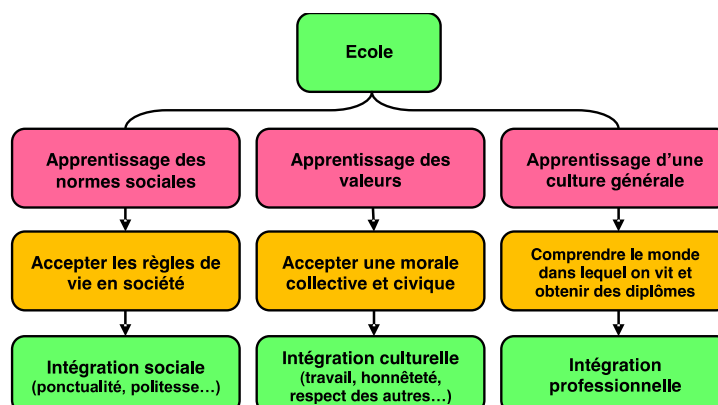 Ecole
Apprentissage des
normes sociales
Apprentissage des
valeurs
Apprentissage d’une
culture générale
Accepter les règles de
vie en société
Accepter une morale
collective et civique
Comprendre le monde
dans lequel on vit et
obtenir des diplômes
Intégration sociale
(ponctualité, politesse…)
Intégration culturelle
(travail, honnêteté,
respect des autres…)
Intégration
professionnelle